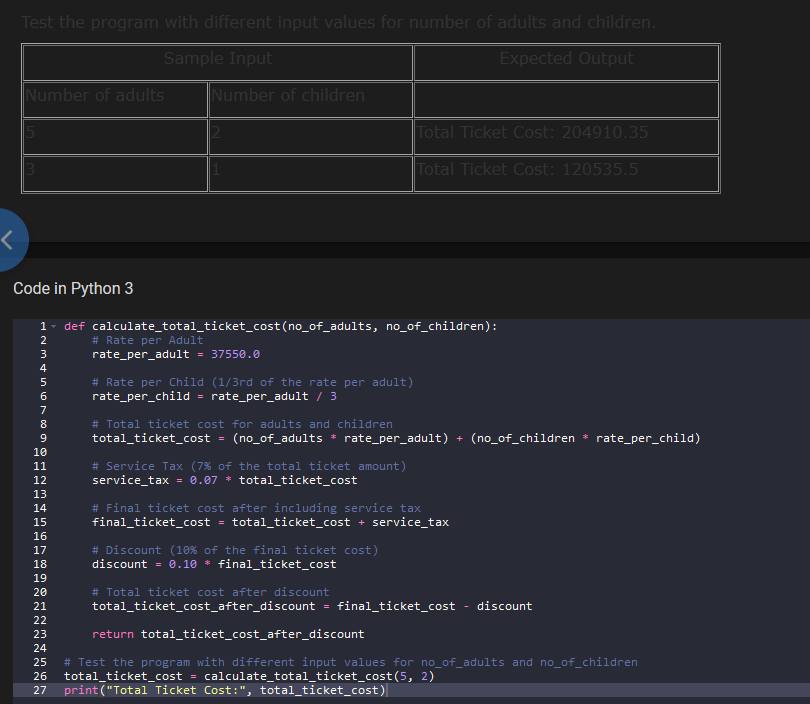 Test the program with different input values for number of adults and children.
Sample Input Expected Output
Number of adults Number of children
5 2 Total Ticket Cost: 204910.35
3 1 Total Ticket Cost: 120535.5
Code in Python 3
1 def calculate_total_ticket_cost(no_of_adults, no_of_children):
2 # Rate per Adult
3 rate_per_adult = 37550.0
4
5 # Rate per Child (1/3rd of the rate per adult)
6 rate_per_child = rate_per_adult / 3
7
8 # Total ticket cost for adults and children
9 total_ticket_cost = (no_of_adults * rate_per_adult) + (no_of_children * rate_per_child)
10
11 # Service Tax (7% of the total ticket amount)
12 service_tax = 0.07 * total_ticket_cost
13
14 # Final ticket cost after including service tax
15 final_ticket_cost = total_ticket_cost + service_tax
16
17 # Discount (10% of the final ticket cost)
18 discount = 0.10 * final_ticket_cost
19
20 # Total ticket cost after discount
21 total_ticket_cost_after_discount = final_ticket_cost - discount
22
23 return total_ticket_cost_after_discount
24
25 # Test the program with different input values for no_of_adults and no_of_children
26 total_ticket_cost = calculate_total_ticket_cost(5, 2)
27 print("Total Ticket Cost:", total_ticket_cost)